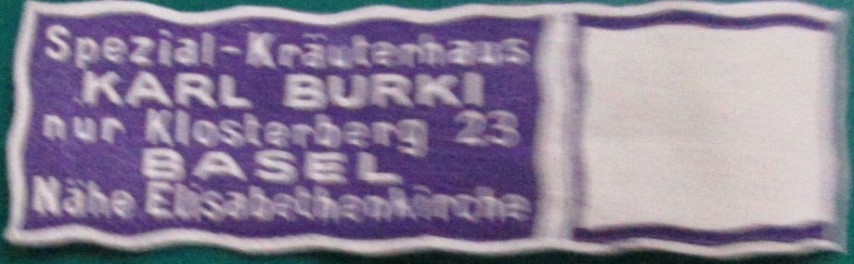 Spezial-Kräuterhaus
KARL BURKI
nur Klosterberg 23
BASEL
Nähe Elisabethenkirche